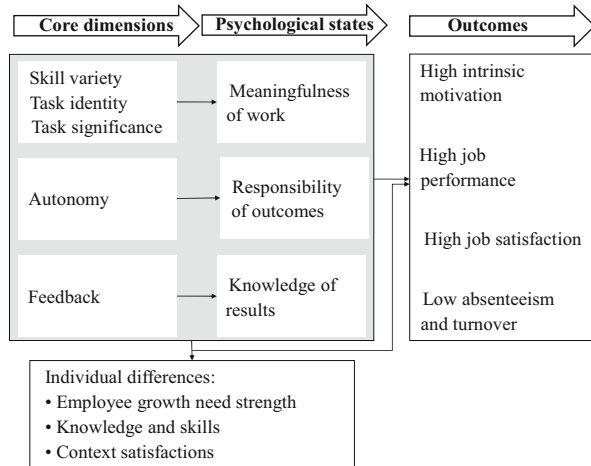 Core dimensions
Psychological states
Outcomes
Skill variety
Task identity
Task significance
Meaningfulness
of work
Autonomy
Responsibility
of outcomes
Feedback
Knowledge of
results
High intrinsic
motivation
High job
performance
High job satisfaction
Low absenteeism
and turnover
Individual differences:
• Employee growth need strength
• Knowledge and skills
• Context satisfactions